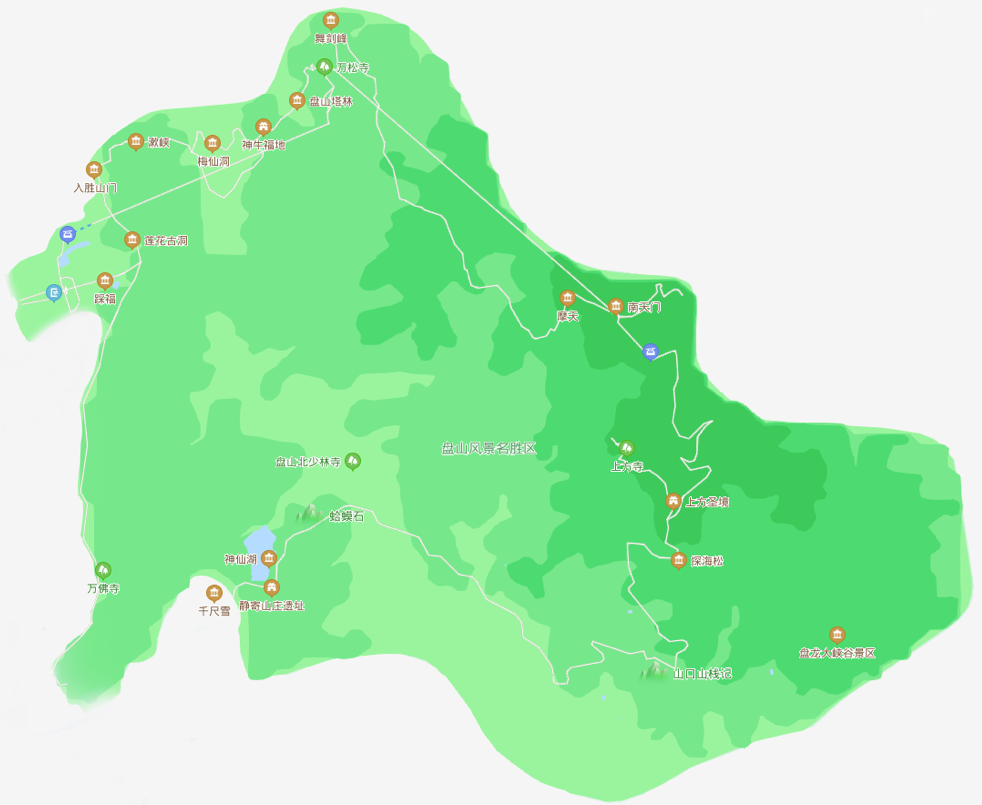 舞剑峰
万松寺
盘山塔林
漱峡
神牛福地
梅仙洞
入胜山门
莲花古洞
踩福
摩天
南天门
盘山风景名胜区
盘山北少林寺
上方寺
上方圣境
蛤蟆石
神仙湖
探海松
万佛寺
千尺雪
静寄山庄遗址
盘龙大峡谷景区
山口山栈记